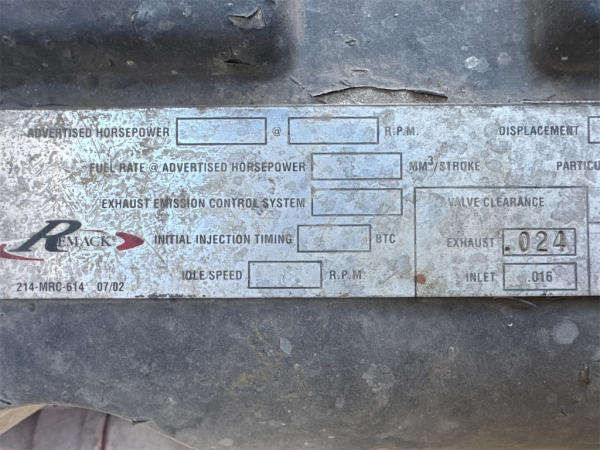 ADVERTISED HORSEPOWER @ R.P.M. DISPLACEMENT
FUEL RATE @ ADVERTISED HORSEPOWER MM³/STROKE
EXHAUST EMISSION CONTROL SYSTEM VALVE CLEARANCE
REMACK® INITIAL INJECTION TIMING BTC EXHAUST .024
IDLE SPEED R.P.M. INLET .016
214-MRC-614 07/02